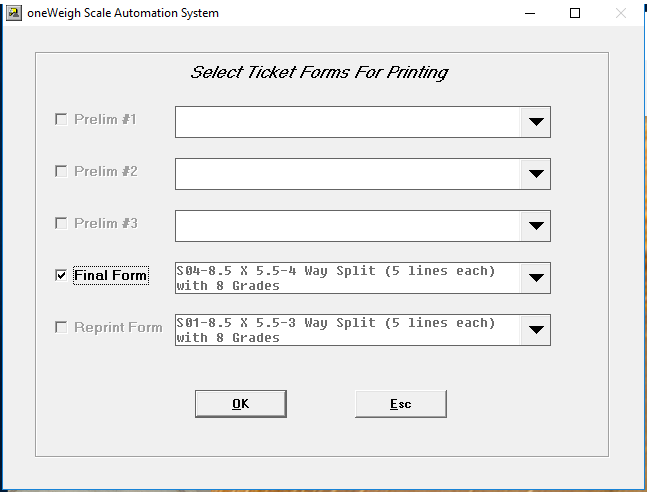 oneWeigh Scale Automation System
Select Ticket Forms For Printing
Prelim #1
Prelim #2
Prelim #3
Final Form
S04-8.5 X 5.5-4 Way Split (5 lines each)
with 8 Grades
Reprint Form
S01-8.5 X 5.5-3 Way Split (5 lines each)
with 8 Grades
OK
Esc